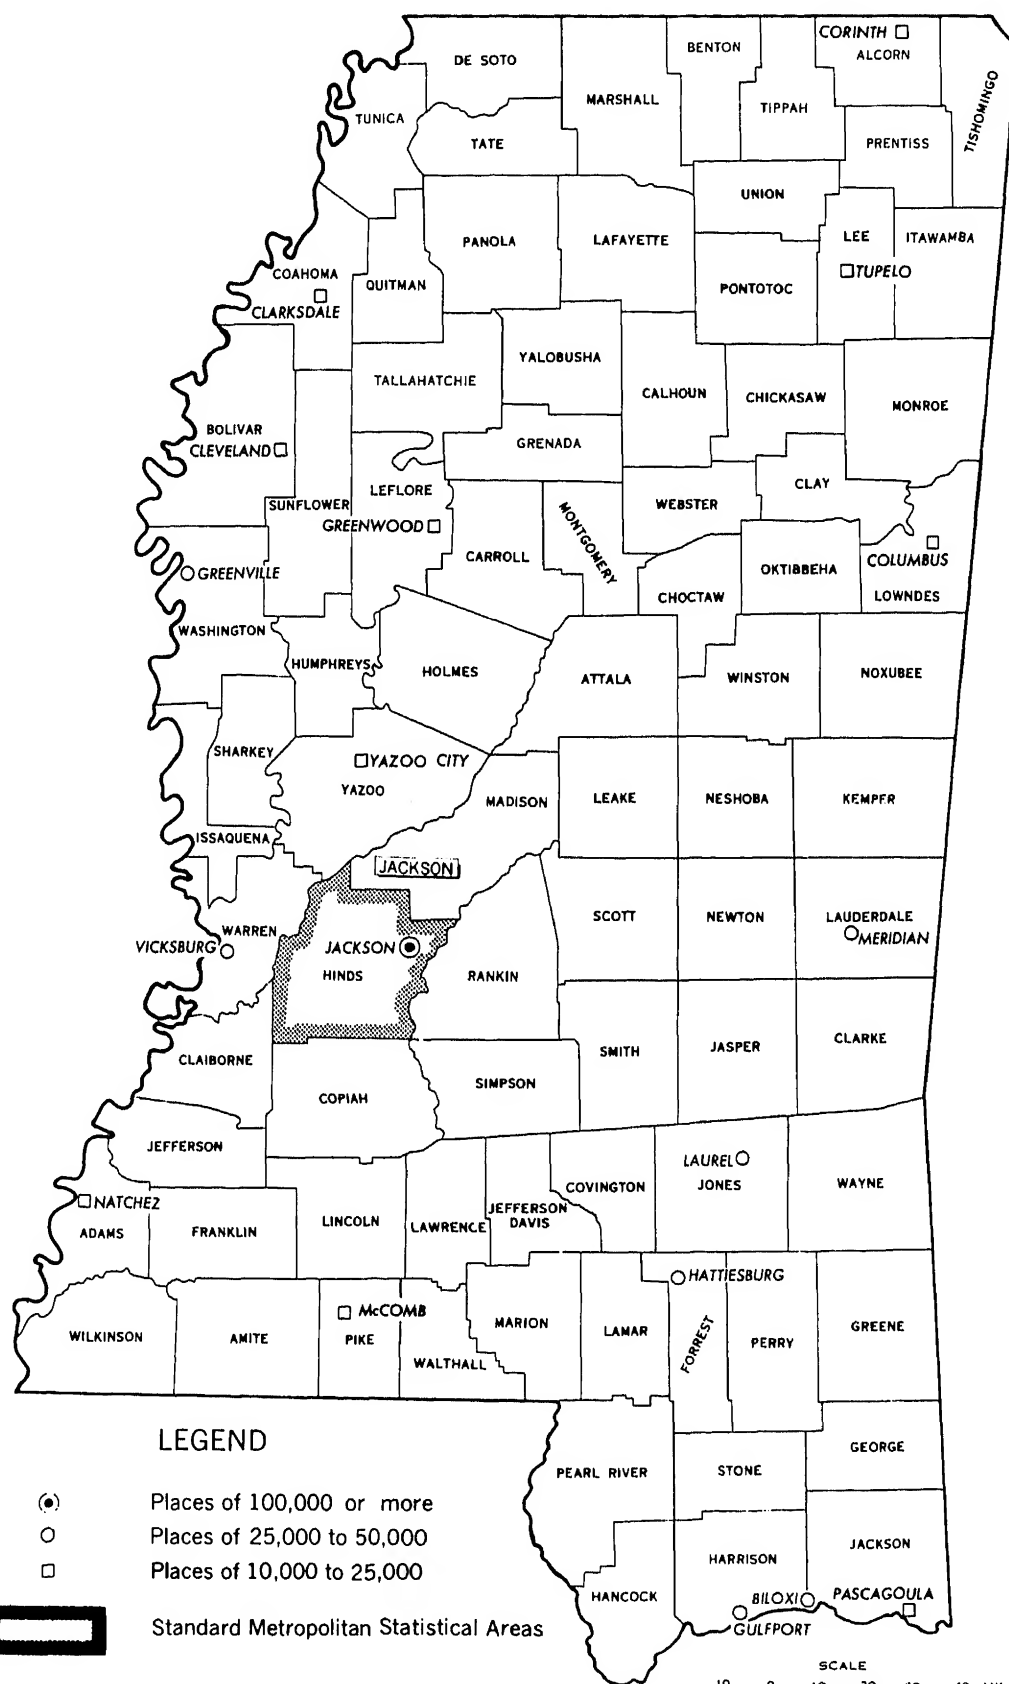 CORINTH
ALCORN
BENTON
DE SOTO
MARSHALL
TIPPAH
TISHOMINGO
TUNICA
TATE
PRENTISS
UNION
PANOLA
LAFAYETTE
LEE
ITAWAMBA
COAHOMA
QUITMAN
PONTOTOC
TUPELO
CLARKSDALE
YALOBUSHA
TALLAHATCHIE
CALHOUN
CHICKASAW
MONROE
BOLIVAR
CLEVELAND
GRENADA
LEFLORE
CLAY
SUNFLOWER
WEBSTER
GREENWOOD
MONTGOMERY
CARROLL
COLUMBUS
OKTIBBEHA
GREENVILLE
CHOCTAW
LOWNDES
WASHINGTON
HUMPHREYS
HOLMES
ATTALA
WINSTON
NOXUBEE
SHARKEY
YAZOO CITY
YAZOO
MADISON
LEAKE
NESHOBA
KEMPER
ISSAQUENA
JACKSON
SCOTT
NEWTON
LAUDERDALE
WARREN
VICKSBURG
JACKSON
MERIDIAN
HINDS
RANKIN
CLAIBORNE
SMITH
JASPER
CLARKE
COPIAH
SIMPSON
JEFFERSON
LAUREL
JONES
WAYNE
COVINGTON
NATCHEZ
ADAMS
FRANKLIN
LINCOLN
LAWRENCE
JEFFERSON
DAVIS
HATTIESBURG
McCOMB
WILKINSON
AMITE
PIKE
MARION
LAMAR
FORREST
PERRY
GREENE
WALTHALL
GEORGE
PEARL RIVER
STONE
JACKSON
HARRISON
HANCOCK
BILOXI
PASCAGOULA
GULFPORT
LEGEND
Places of 100,000 or more
Places of 25,000 to 50,000
Places of 10,000 to 25,000
Standard Metropolitan Statistical Areas
SCALE